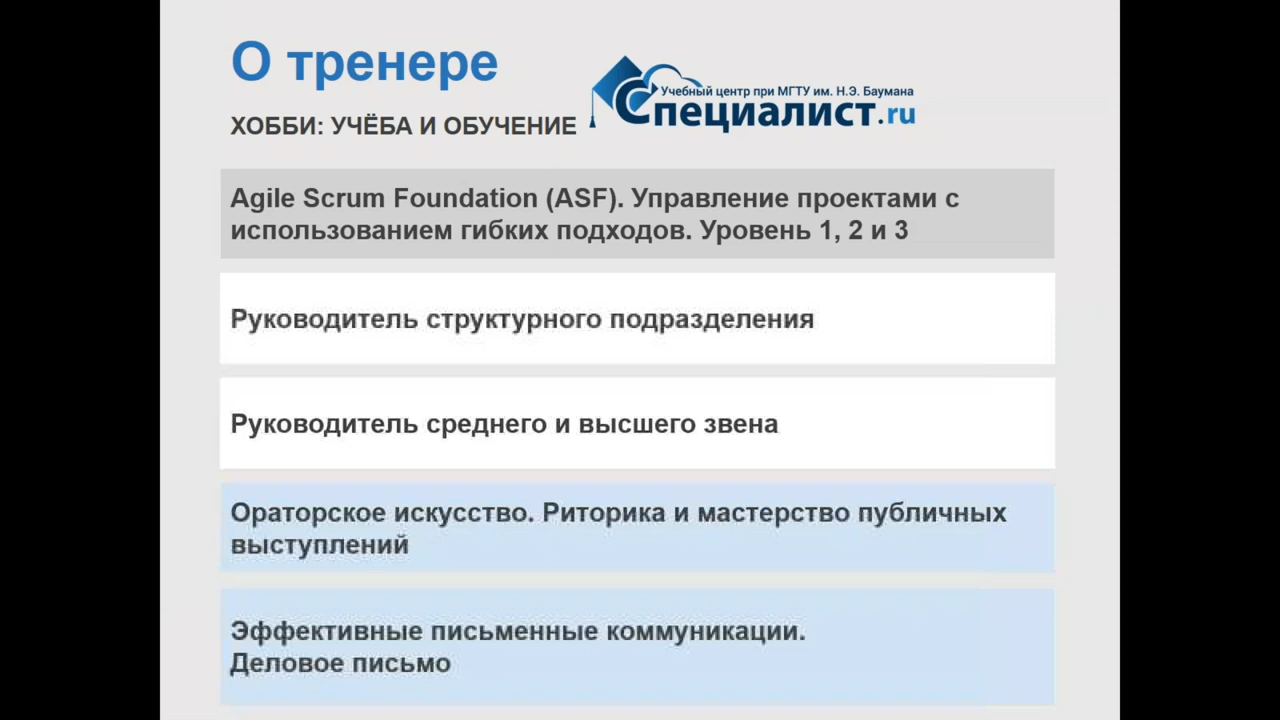 О тренере
Учебный центр при МГТУ им. Н.Э. Баумана
Специалист.ru
ХОББИ: УЧЁБА И ОБУЧЕНИЕ
Agile Scrum Foundation (ASF). Управление проектами с
использованием гибких подходов. Уровень 1, 2 и 3
Руководитель структурного подразделения
Руководитель среднего и высшего звена
Ораторское искусство. Риторика и мастерство публичных
выступлений
Эффективные письменные коммуникации.
Деловое письмо